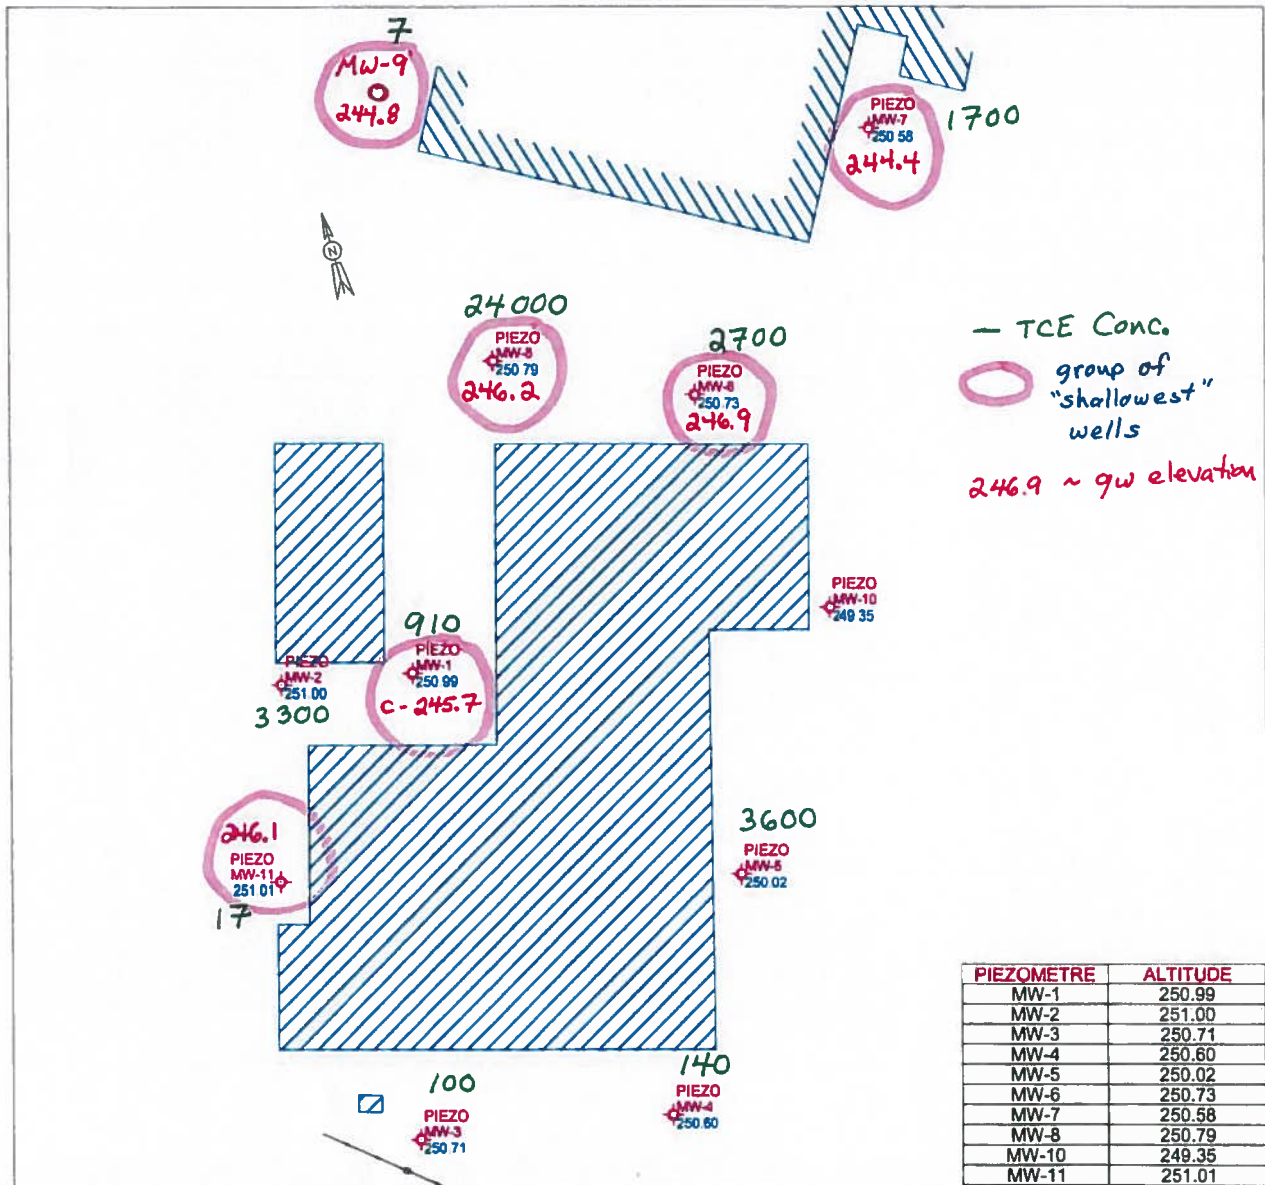 7
MW-9
244.8
PIEZO
MW-7
250 58
244.4
1700
N
24000
PIEZO
MW-8
250 79
246.2
2700
PIEZO
MW-6
250.73
246.9
— TCE Conc.
group of
"shallowest"
wells
246.9 ~ gw elevation
PIEZO
MW-10
249 35
910
PIEZO
MW-1
250 99
c - 245.7
PIEZO
MW-2
251.00
3300
246.1
PIEZO
MW-11
251 01
17
3600
PIEZO
MW-5
250 02
100
PIEZO
MW-3
250.71
140
PIEZO
MW-4
250.60
PIEZOMETRE ALTITUDE
MW-1 250.99
MW-2 251.00
MW-3 250.71
MW-4 250.60
MW-5 250.02
MW-6 250.73
MW-7 250.58
MW-8 250.79
MW-10 249.35
MW-11 251.01